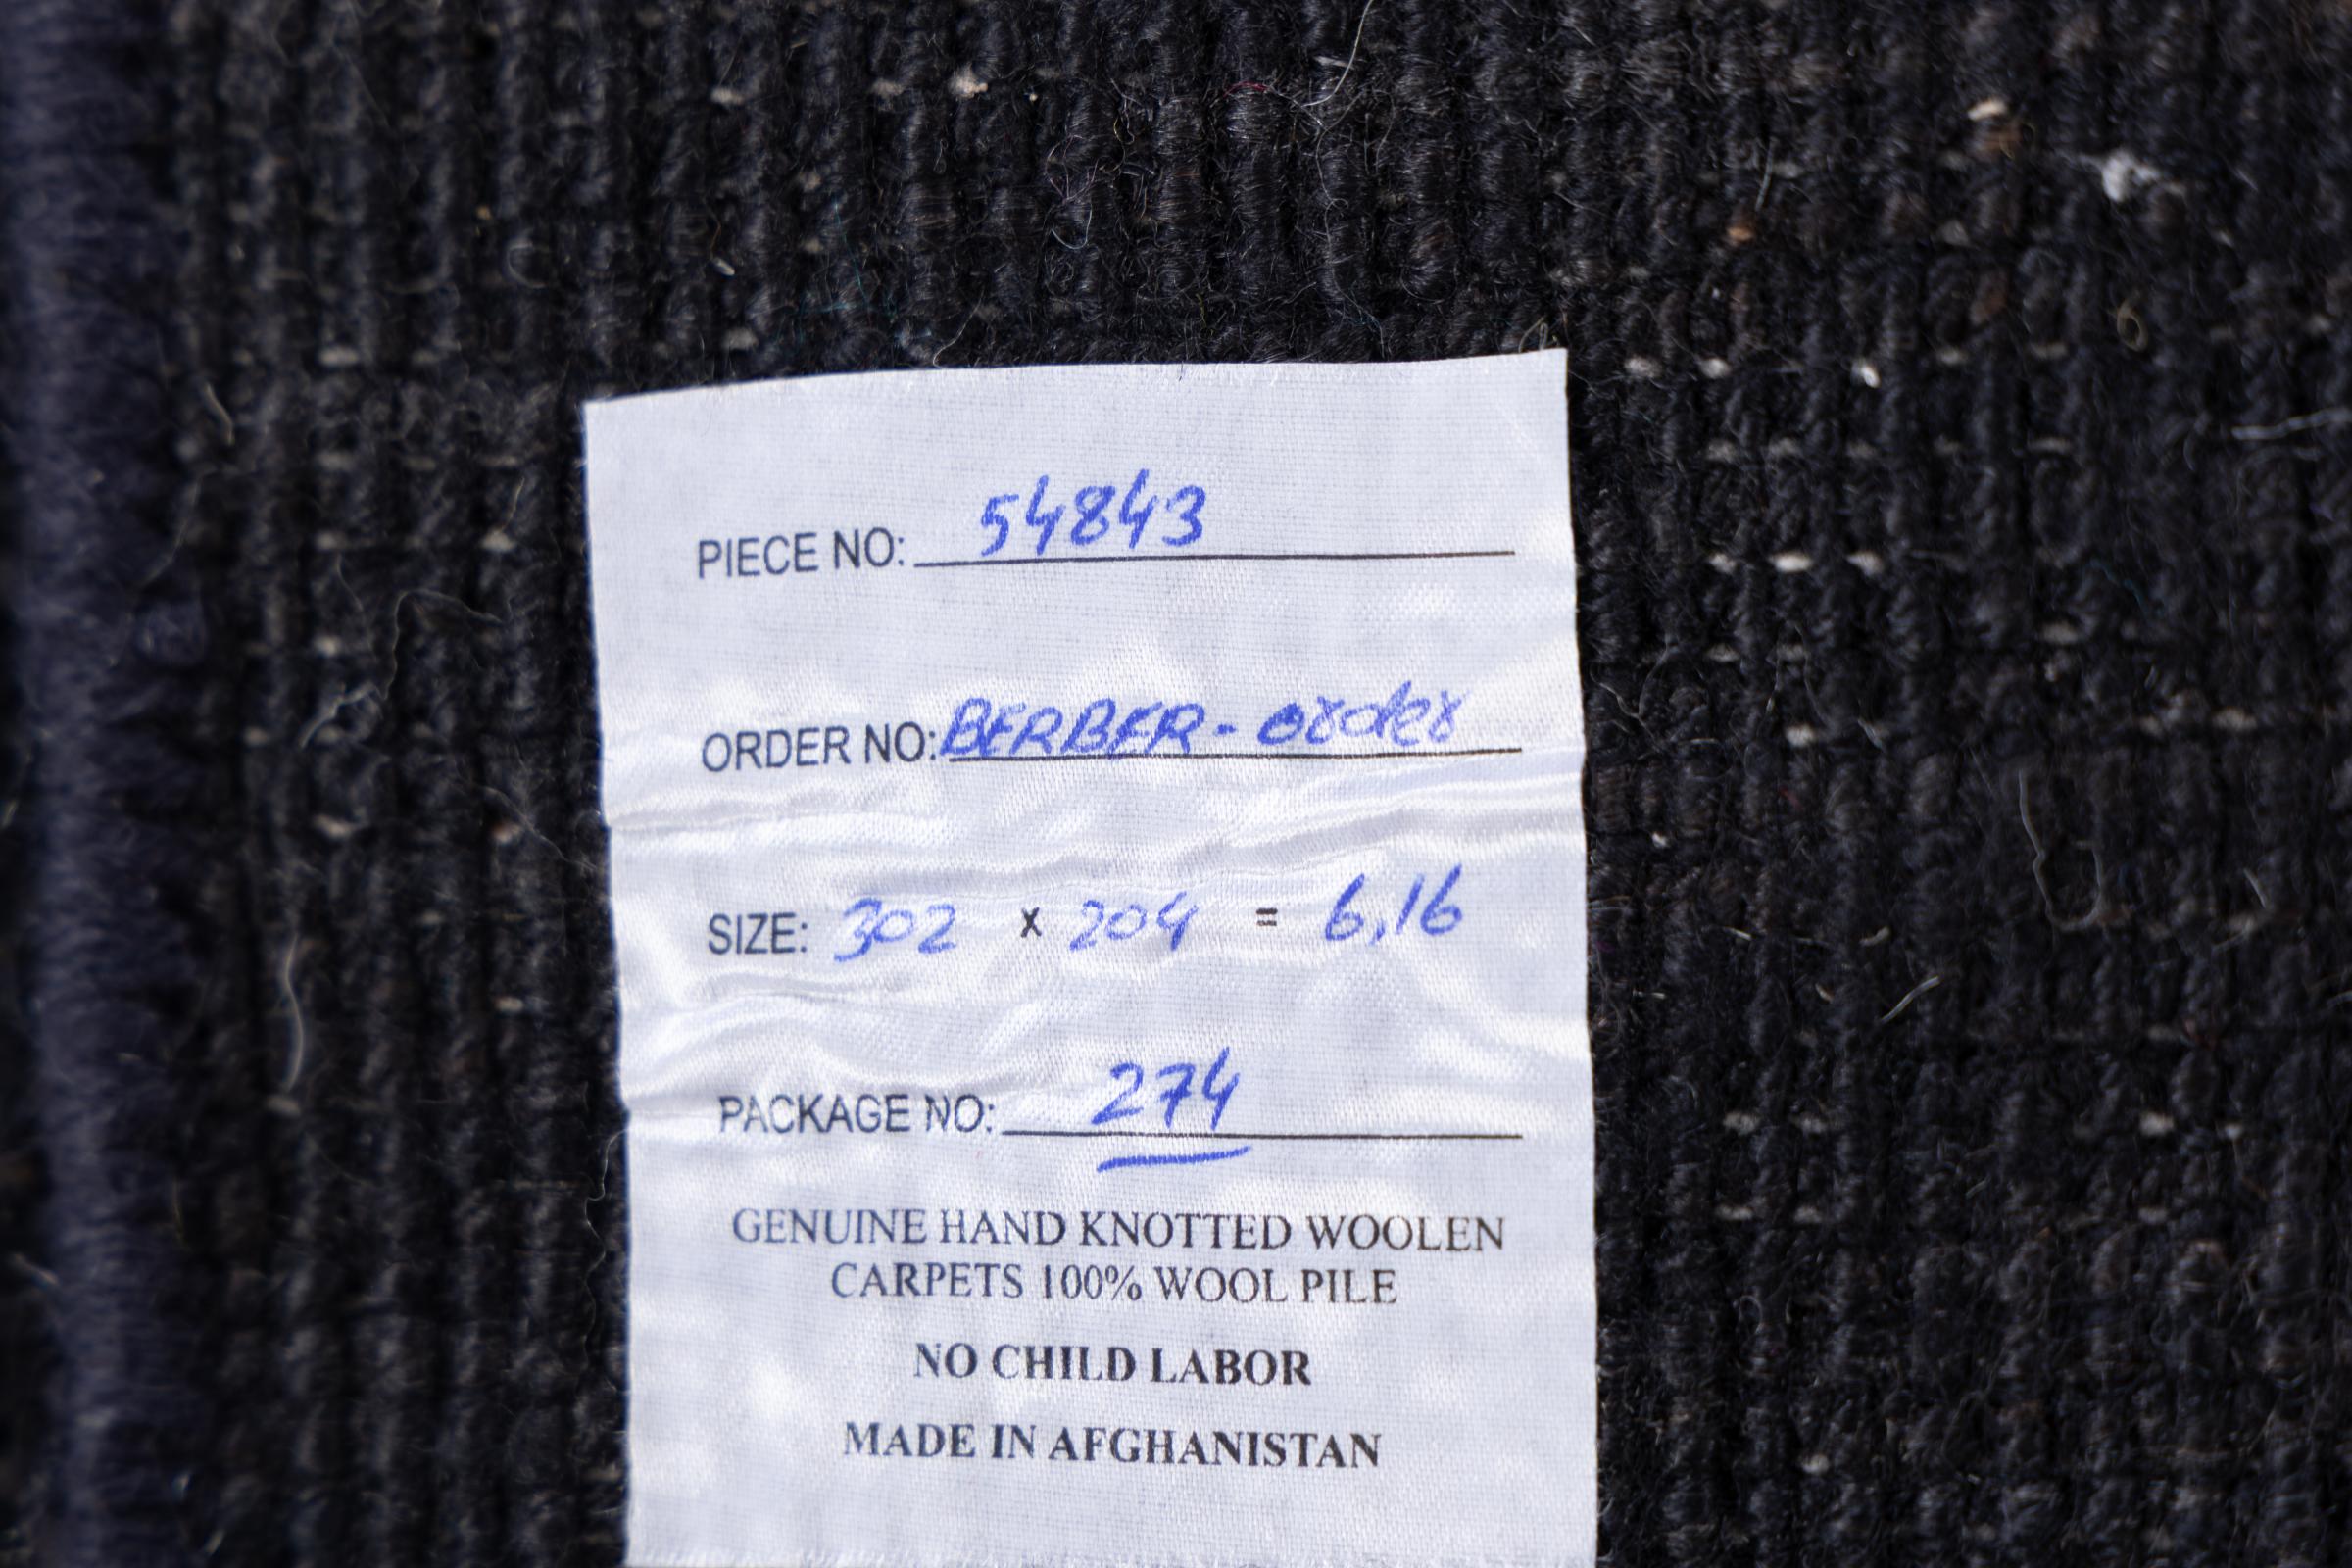 PIECE NO: 54843
ORDER NO: BERBER - order
SIZE: 302 x 204 = 6,16
PACKAGE NO: 274
GENUINE HAND KNOTTED WOOLEN
CARPETS 100% WOOL PILE
NO CHILD LABOR
MADE IN AFGHANISTAN